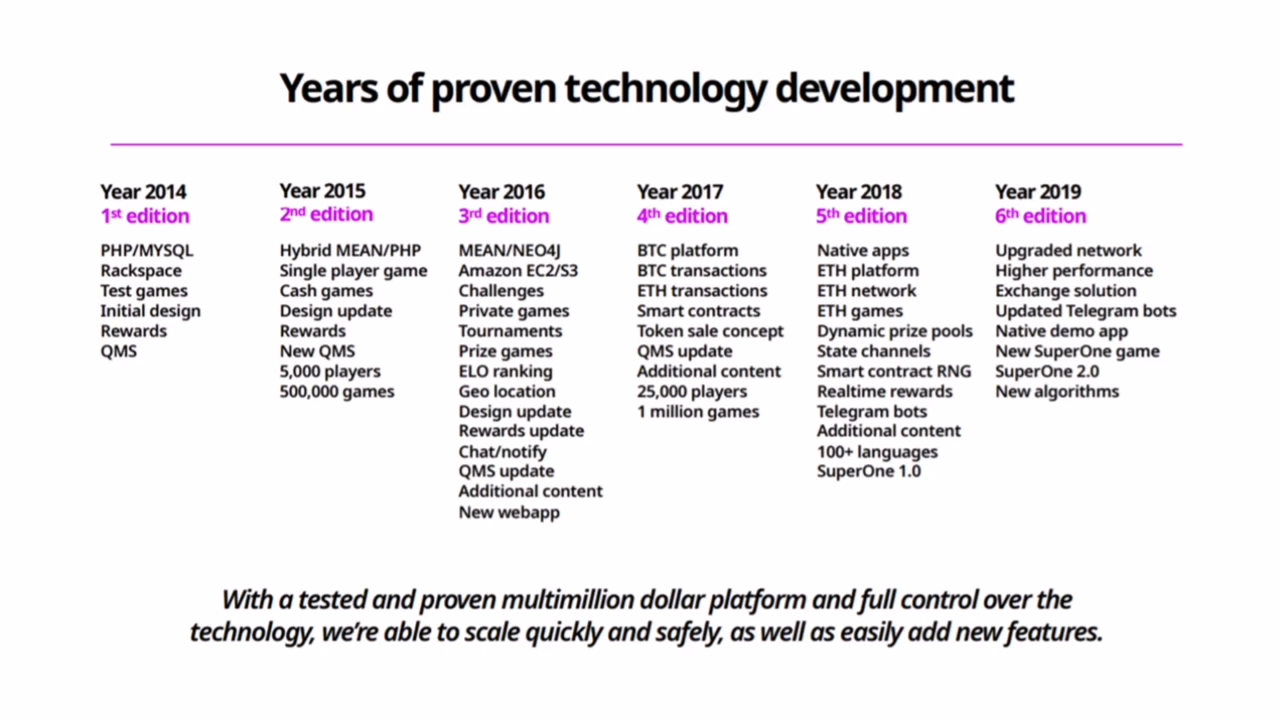 Years of proven technology development
Year 2014
1st edition
PHP/MYSQL
Rackspace
Test games
Initial design
Rewards
QMS
Year 2015
2nd edition
Hybrid MEAN/PHP
Single player game
Cash games
Design update
Rewards
New QMS
5,000 players
500,000 games
Year 2016
3rd edition
MEAN/NEO4J
Amazon EC2/S3
Challenges
Private games
Tournaments
Prize games
ELO ranking
Geo location
Design update
Rewards update
Chat/notify
QMS update
Additional content
New webapp
Year 2017
4th edition
BTC platform
BTC transactions
ETH transactions
Smart contracts
Token sale concept
QMS update
Additional content
25,000 players
1 million games
Year 2018
5th edition
Native apps
ETH platform
ETH network
ETH games
Dynamic prize pools
State channels
Smart contract RNG
Realtime rewards
Telegram bots
Additional content
100+ languages
SuperOne 1.0
Year 2019
6th edition
Upgraded network
Higher performance
Exchange solution
Updated Telegram bots
Native demo app
New SuperOne game
SuperOne 2.0
New algorithms
With a tested and proven multimillion dollar platform and full control over the
technology, we’re able to scale quickly and safely, as well as easily add new features.